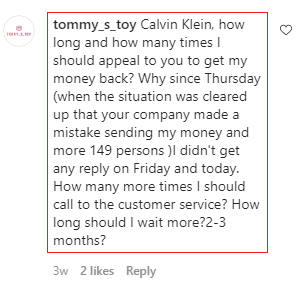 tommy_s_toy Calvin Klein, how
long and how many times I
should appeal to you to get my
money back? Why since Thursday
(when the situation was cleared
up that your company made a
mistake sending my money and
more 149 persons )I didn't get
any reply on Friday and today.
How many more times I should
call to the customer service? How
long should I wait more?2-3
months?
3w 2 likes Reply